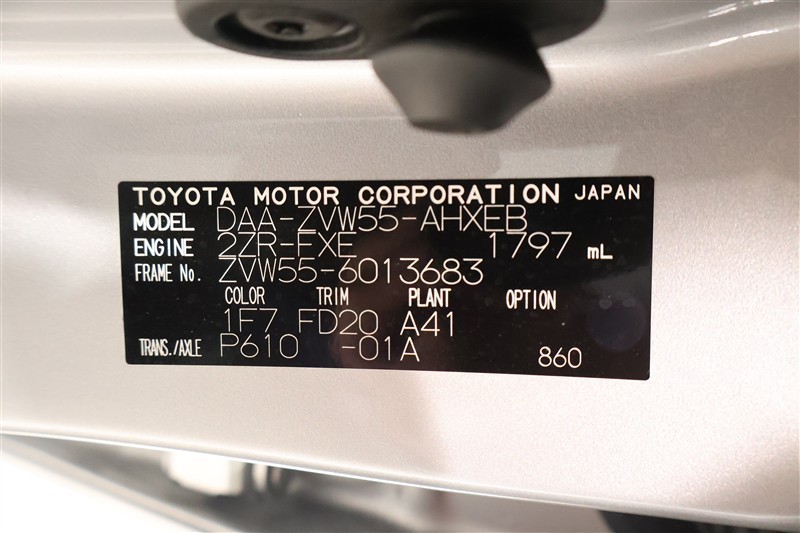 TOYOTA MOTOR CORPORATION JAPAN
MODEL DAA-ZVW55-AHXEB
ENGINE 2ZR-FXE 1797 mL
FRAME No. ZVW55-6013683
COLOR TRIM PLANT OPTION
1F7 FD20 A41
TRANS./AXLE P610 -01A 860